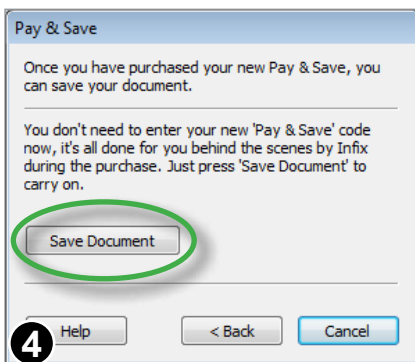 Pay & Save
Once you have purchased your new Pay & Save, you
can save your document.
You don't need to enter your new 'Pay & Save' code
now, it's all done for you behind the scenes by Infix
during the purchase. Just press 'Save Document' to
carry on.
Save Document
4 Help < Back Cancel